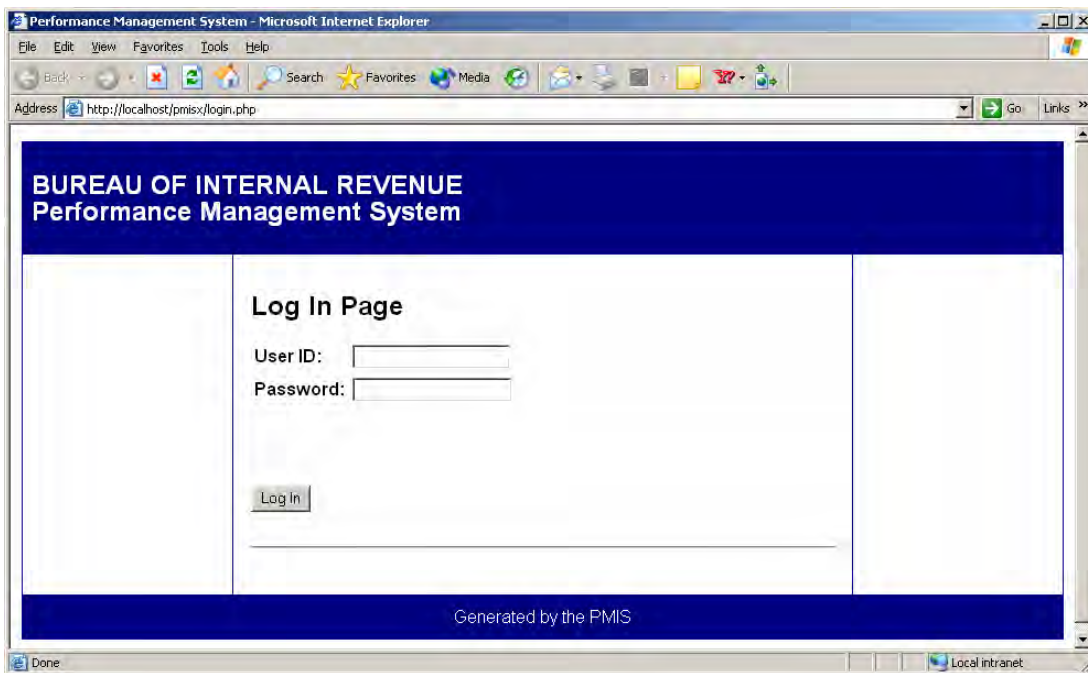 Performance Management System - Microsoft Internet Explorer
File Edit View Favorites Tools Help
Back Search Favorites Media
Address http://localhost/pmisx/login.php Go Links »
BUREAU OF INTERNAL REVENUE
Performance Management System
Log In Page
User ID:
Password:
Log In
Generated by the PMIS
Done Local intranet